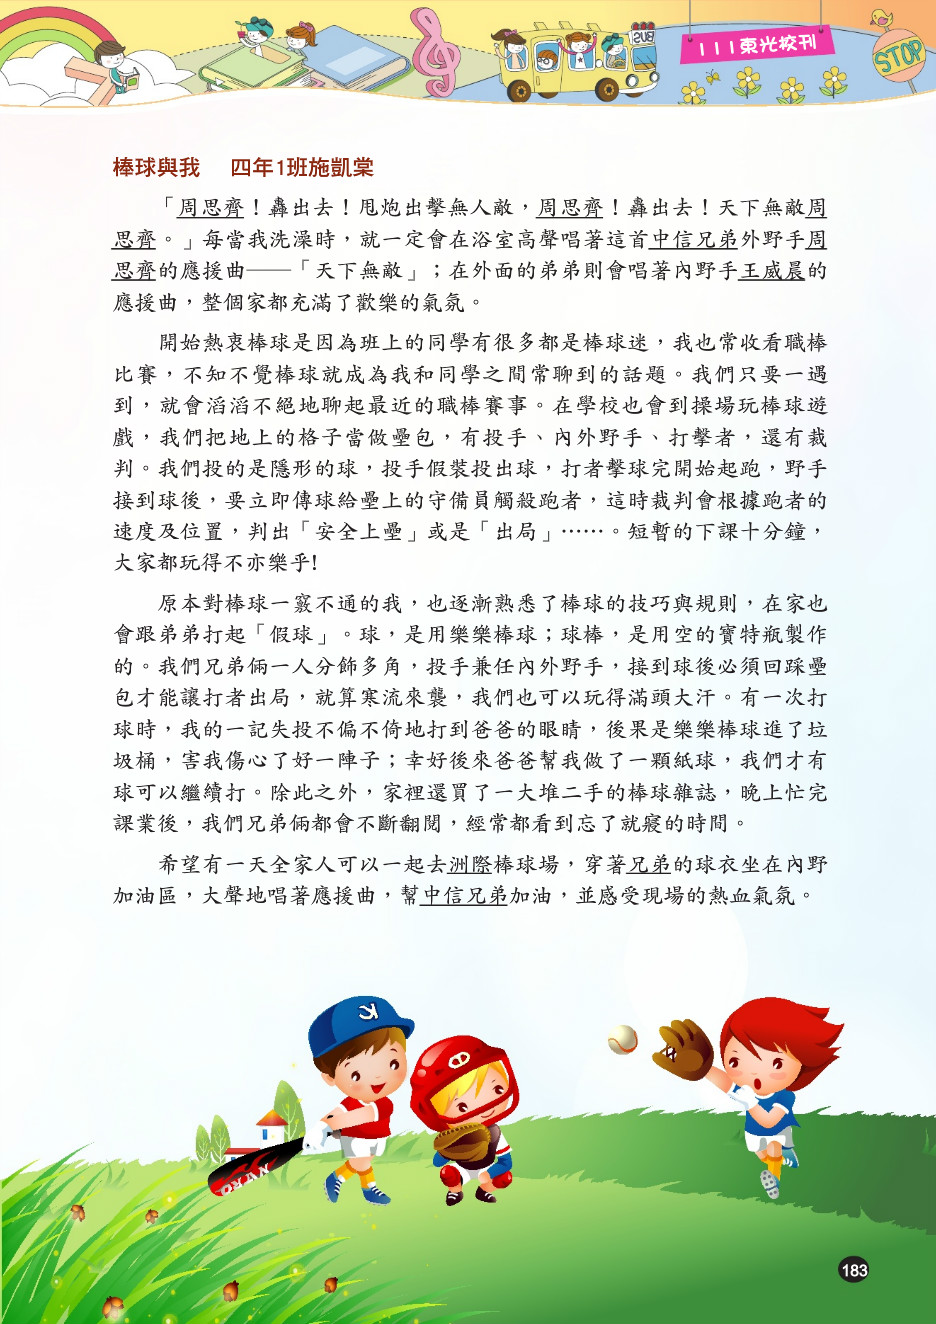 SUB
111東光校刊
STOP
棒球與我　四年1班施凱棠
「周思齊！轟出去！甩炮出擊無人敵，周思齊！轟出去！天下無敵周
思齊。」每當我洗澡時，就一定會在浴室高聲唱著這首中信兄弟外野手周
思齊的應援曲──「天下無敵」；在外面的弟弟則會唱著內野手王威晨的
應援曲，整個家都充滿了歡樂的氣氛。
開始熱衷棒球是因為班上的同學有很多都是棒球迷，我也常收看職棒
比賽，不知不覺棒球就成為我和同學之間常聊到的話題。我們只要一遇
到，就會滔滔不絕地聊起最近的職棒賽事。在學校也會到操場玩棒球遊
戲，我們把地上的格子當做壘包，有投手、內外野手、打擊者，還有裁
判。我們投的是隱形的球，投手假裝投出球，打者擊球完開始起跑，野手
接到球後，要立即傳球給壘上的守備員觸殺跑者，這時裁判會根據跑者的
速度及位置，判出「安全上壘」或是「出局」……。短暫的下課十分鐘，
大家都玩得不亦樂乎!
原本對棒球一竅不通的我，也逐漸熟悉了棒球的技巧與規則，在家也
會跟弟弟打起「假球」。球，是用樂樂棒球；球棒，是用空的寶特瓶製作
的。我們兄弟倆一人分飾多角，投手兼任內外野手，接到球後必須回踩壘
包才能讓打者出局，就算寒流來襲，我們也可以玩得滿頭大汗。有一次打
球時，我的一記失投不偏不倚地打到爸爸的眼睛，後果是樂樂棒球進了垃
圾桶，害我傷心了好一陣子；幸好後來爸爸幫我做了一顆紙球，我們才有
球可以繼續打。除此之外，家裡還買了一大堆二手的棒球雜誌，晚上忙完
課業後，我們兄弟倆都會不斷翻閱，經常都看到忘了就寢的時間。
希望有一天全家人可以一起去洲際棒球場，穿著兄弟的球衣坐在內野
加油區，大聲地唱著應援曲，幫中信兄弟加油，並感受現場的熱血氣氛。
K
183